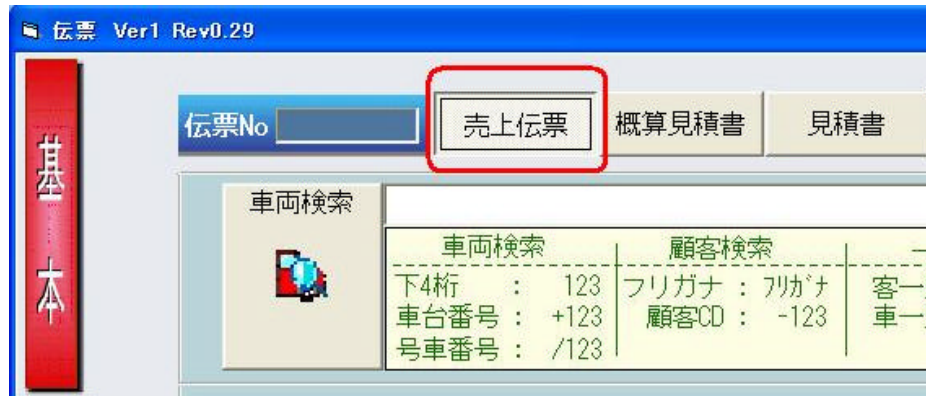 伝票 Ver1 Rev0.29
基本
伝票No
売上伝票
概算見積書
見積書
車両検索
車両検索
顧客検索
下4桁 : 123
フリガナ : ﾌﾘｶﾞﾅ
客一
車台番号 : +123
顧客CD : -123
車一
号車番号 : /123